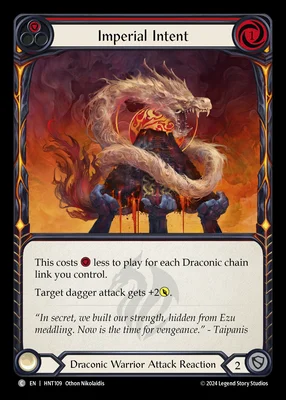 Imperial Intent
This costs less to play for each Draconic chain
link you control.
Target dagger attack gets +2.
"In secret, we built our strength, hidden from Ezu
meddling. Now is the time for vengeance." - Taipanis
Draconic Warrior Attack Reaction
2
C EN | HNT109 Othon Nikolaidis
© 2024 Legend Story Studios